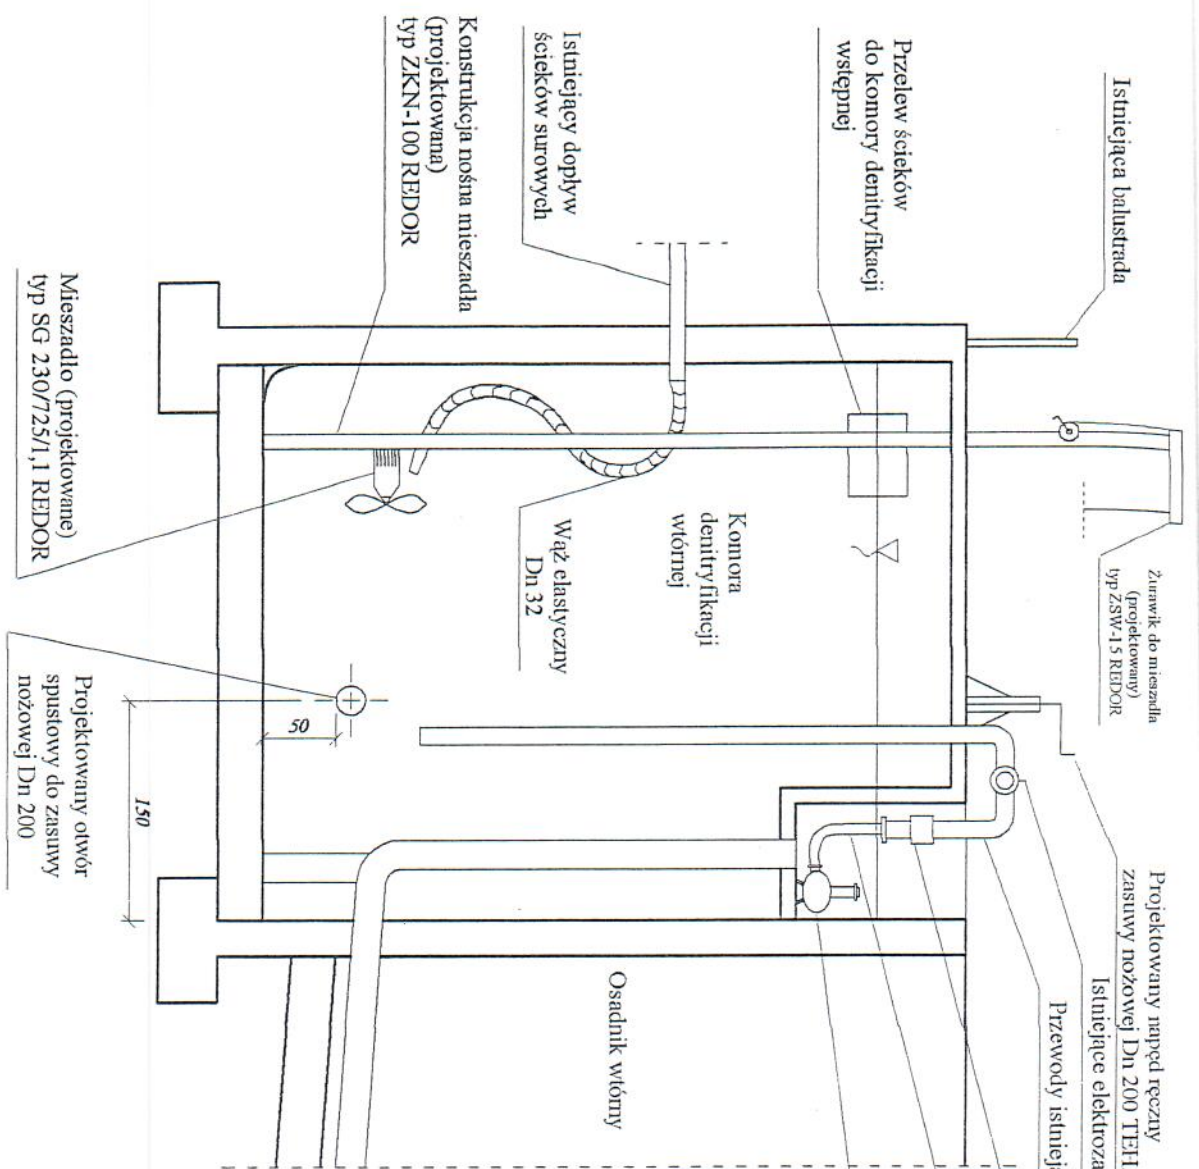 Istniejąca balustrada
Przelew ścieków
do komory denitryfikacji
wstępnej
Istniejący dopływ
ścieków surowych
Konstrukcja nośna mieszadła
(projektowana)
typ ZKN-100 REDOR
Mieszadło (projektowane)
typ SG 230/725/1,1 REDOR
Żurawik do mieszadła
(projektowany)
typ ZSW-15 REDOR
Komora
denitryfikacji
wtórnej
Wąż elastyczny
Dn 32
50
150
Projektowany otwór
spustowy do zasuwy
nożowej Dn 200
Projektowany napęd ręczny
zasuwy nożowej Dn 200
Istniejące
Przewody
Osadnik wtórny